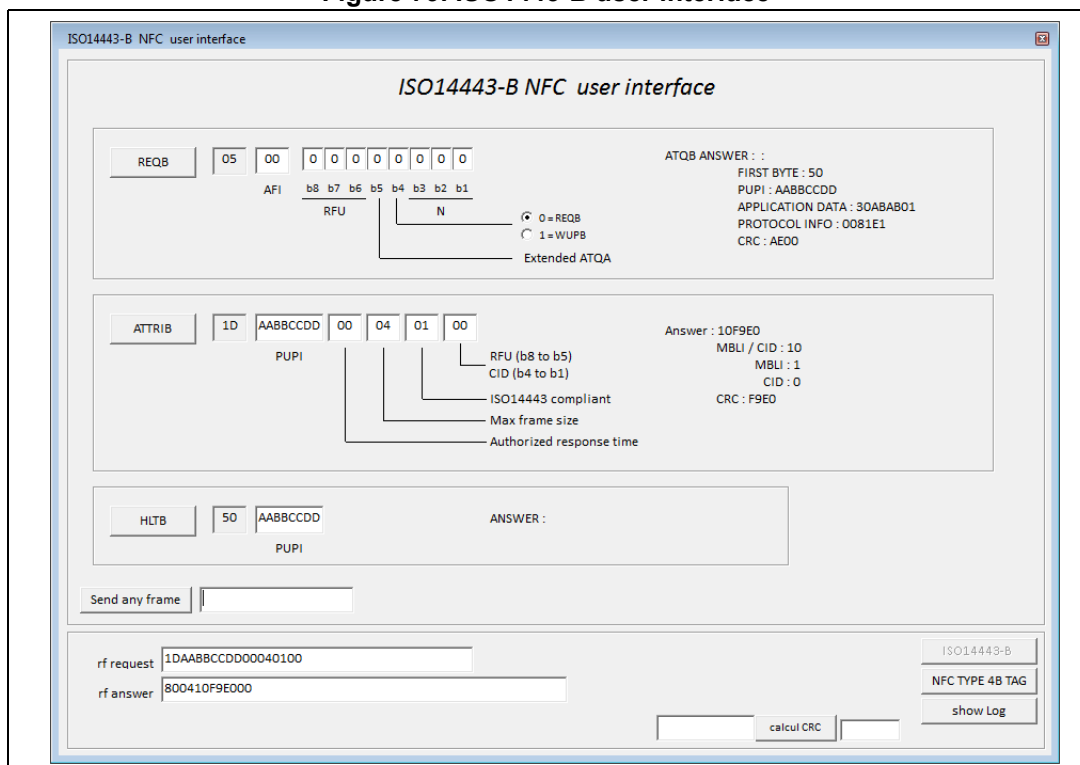 ISO14443-B NFC user interface
ISO14443-B NFC user interface
REQB 05 00 0 0 0 0 0 0 0 0
AFI b8 b7 b6 b5 b4 b3 b2 b1
RFU N
0 = REQB
1 = WUPB
Extended ATQA
ATQB ANSWER : :
FIRST BYTE : 50
PUPI : AABBCCDD
APPLICATION DATA : 30ABAB01
PROTOCOL INFO : 0081E1
CRC : AE00
ATTRIB 1D AABBCCDD 00 04 01 00
PUPI
RFU (b8 to b5)
CID (b4 to b1)
ISO14443 compliant
Max frame size
Authorized response time
Answer : 10F9E0
MBLI / CID : 10
MBLI : 1
CID : 0
CRC : F9E0
HLTB 50 AABBCCDD ANSWER :
PUPI
Send any frame
rf request 1DAABBCCDD00040100
rf answer 800410F9E000
ISO14443-B
NFC TYPE 4B TAG
show Log
calcul CRC